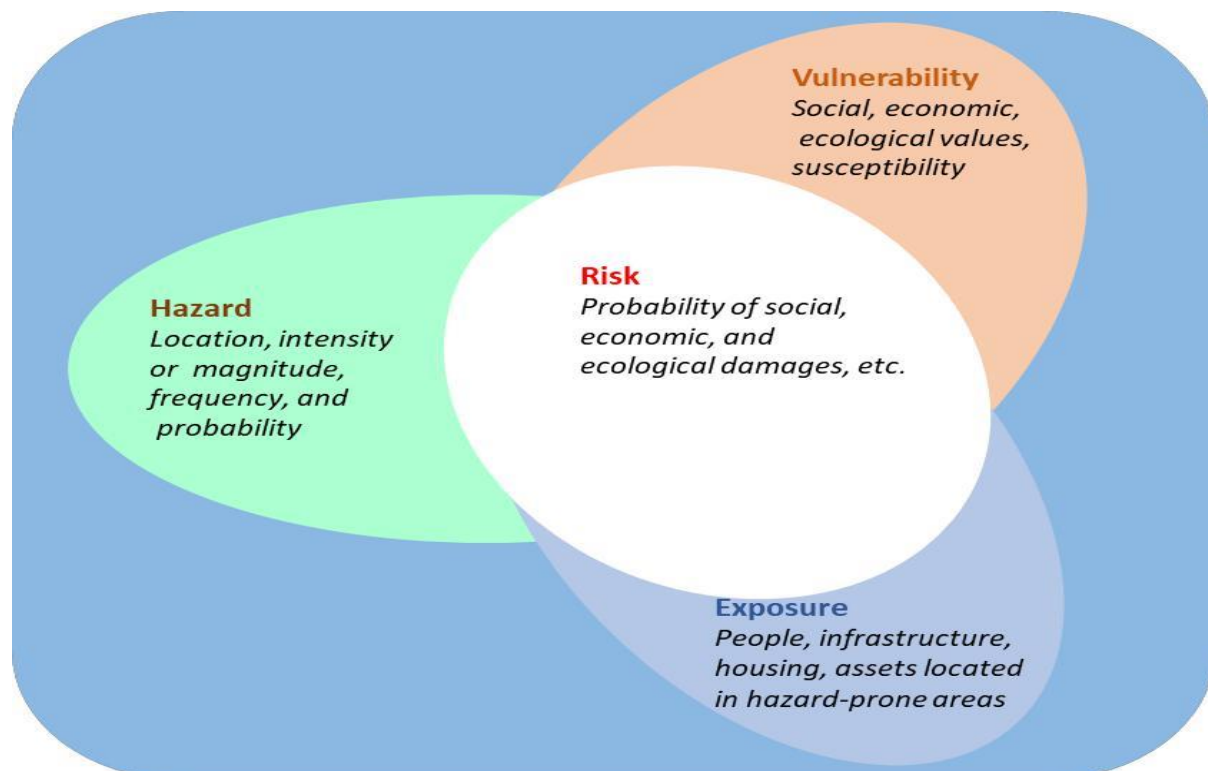 Vulnerability
Social, economic,
ecological values,
susceptibility
Risk
Probability of social,
economic, and
ecological damages, etc.
Hazard
Location, intensity
or magnitude,
frequency, and
probability
Exposure
People, infrastructure,
housing, assets located
in hazard-prone areas